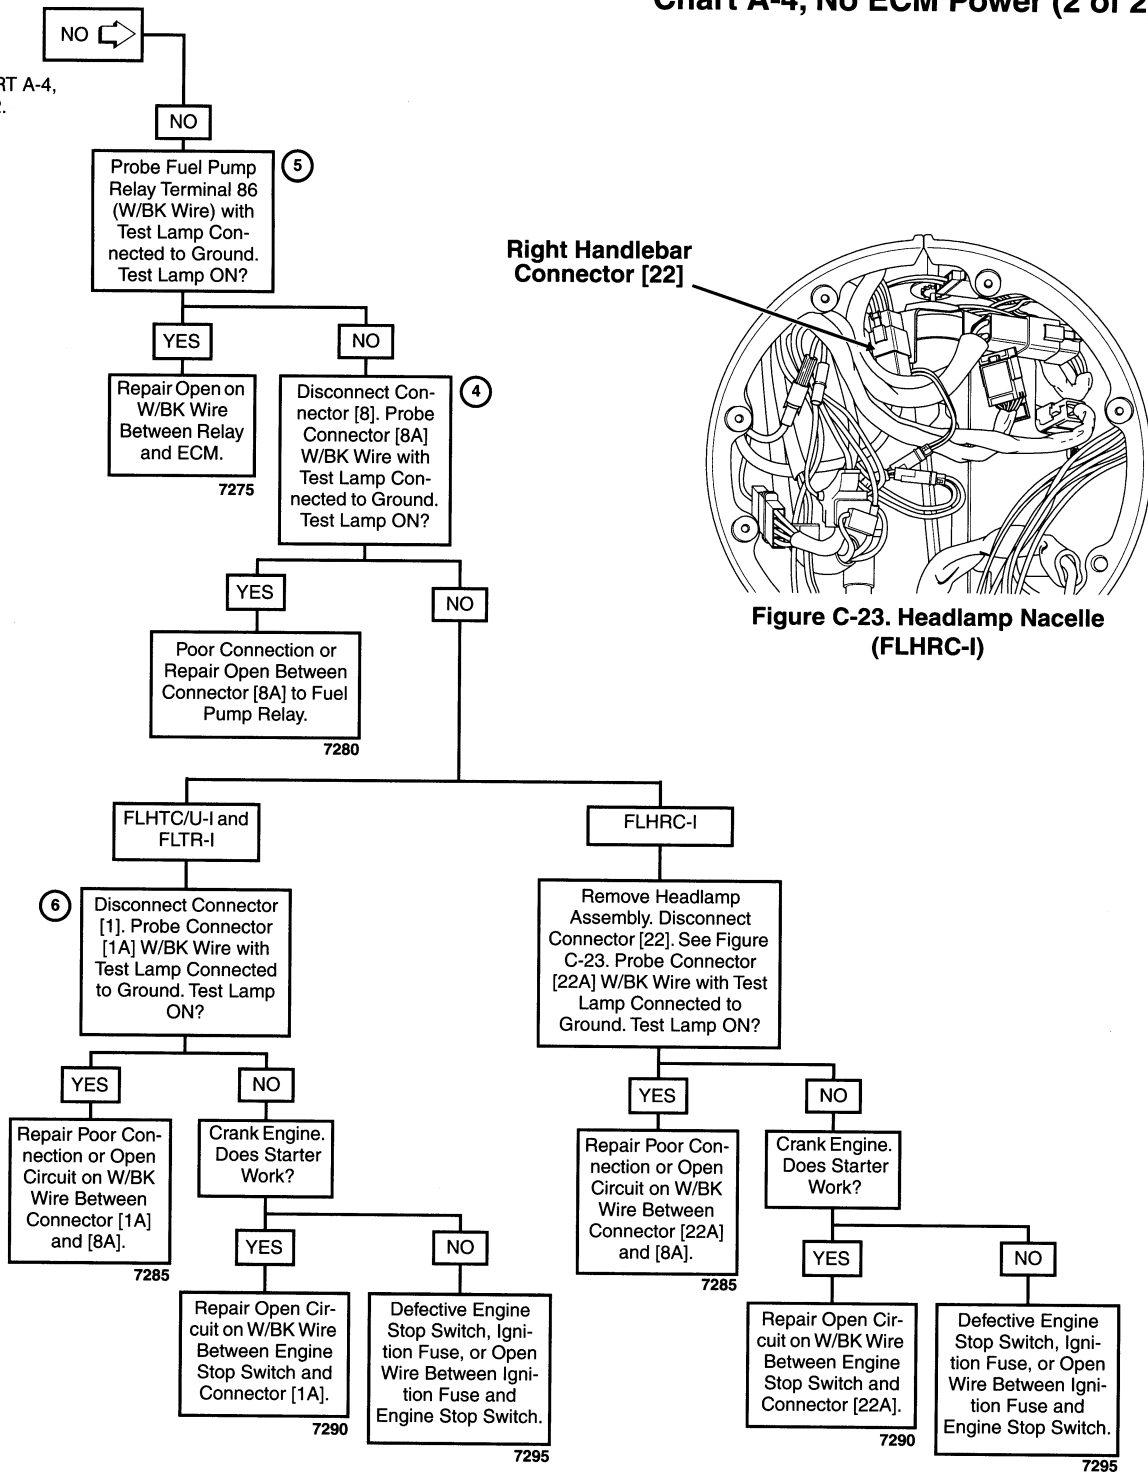 Chart A-4, No ECM Power (2 of 2
NO
RT A-4,
NO
Probe Fuel Pump
Relay Terminal 86
(W/BK Wire) with
Test Lamp Con-
nected to Ground.
Test Lamp ON?
5
YES
NO
Repair Open on
W/BK Wire
Between Relay
and ECM.
7275
Disconnect Con-
nector [8]. Probe
Connector [8A]
W/BK Wire with
Test Lamp Con-
nected to Ground.
Test Lamp ON?
4
Right Handlebar
Connector [22]
Figure C-23. Headlamp Nacelle
(FLHRC-I)
YES
NO
Poor Connection or
Repair Open Between
Connector [8A] to Fuel
Pump Relay.
7280
FLHTC/U-I and
FLTR-I
FLHRC-I
6
Disconnect Connector
[1]. Probe Connector
[1A] W/BK Wire with
Test Lamp Connected
to Ground. Test Lamp
ON?
Remove Headlamp
Assembly. Disconnect
Connector [22]. See Figure
C-23. Probe Connector
[22A] W/BK Wire with Test
Lamp Connected to
Ground. Test Lamp ON?
YES
NO
Repair Poor Con-
nection or Open
Circuit on W/BK
Wire Between
Connector [1A]
and [8A].
7285
Crank Engine.
Does Starter
Work?
YES
NO
Repair Open Cir-
cuit on W/BK Wire
Between Engine
Stop Switch and
Connector [1A].
7290
Defective Engine
Stop Switch, Igni-
tion Fuse, or Open
Wire Between Igni-
tion Fuse and
Engine Stop Switch.
7295
YES
NO
Repair Poor Con-
nection or Open
Circuit on W/BK
Wire Between
Connector [22A]
and [8A].
7285
Crank Engine.
Does Starter
Work?
YES
NO
Repair Open Cir-
cuit on W/BK Wire
Between Engine
Stop Switch and
Connector [22A].
7290
Defective Engine
Stop Switch, Igni-
tion Fuse, or Open
Wire Between Igni-
tion Fuse and
Engine Stop Switch.
7295